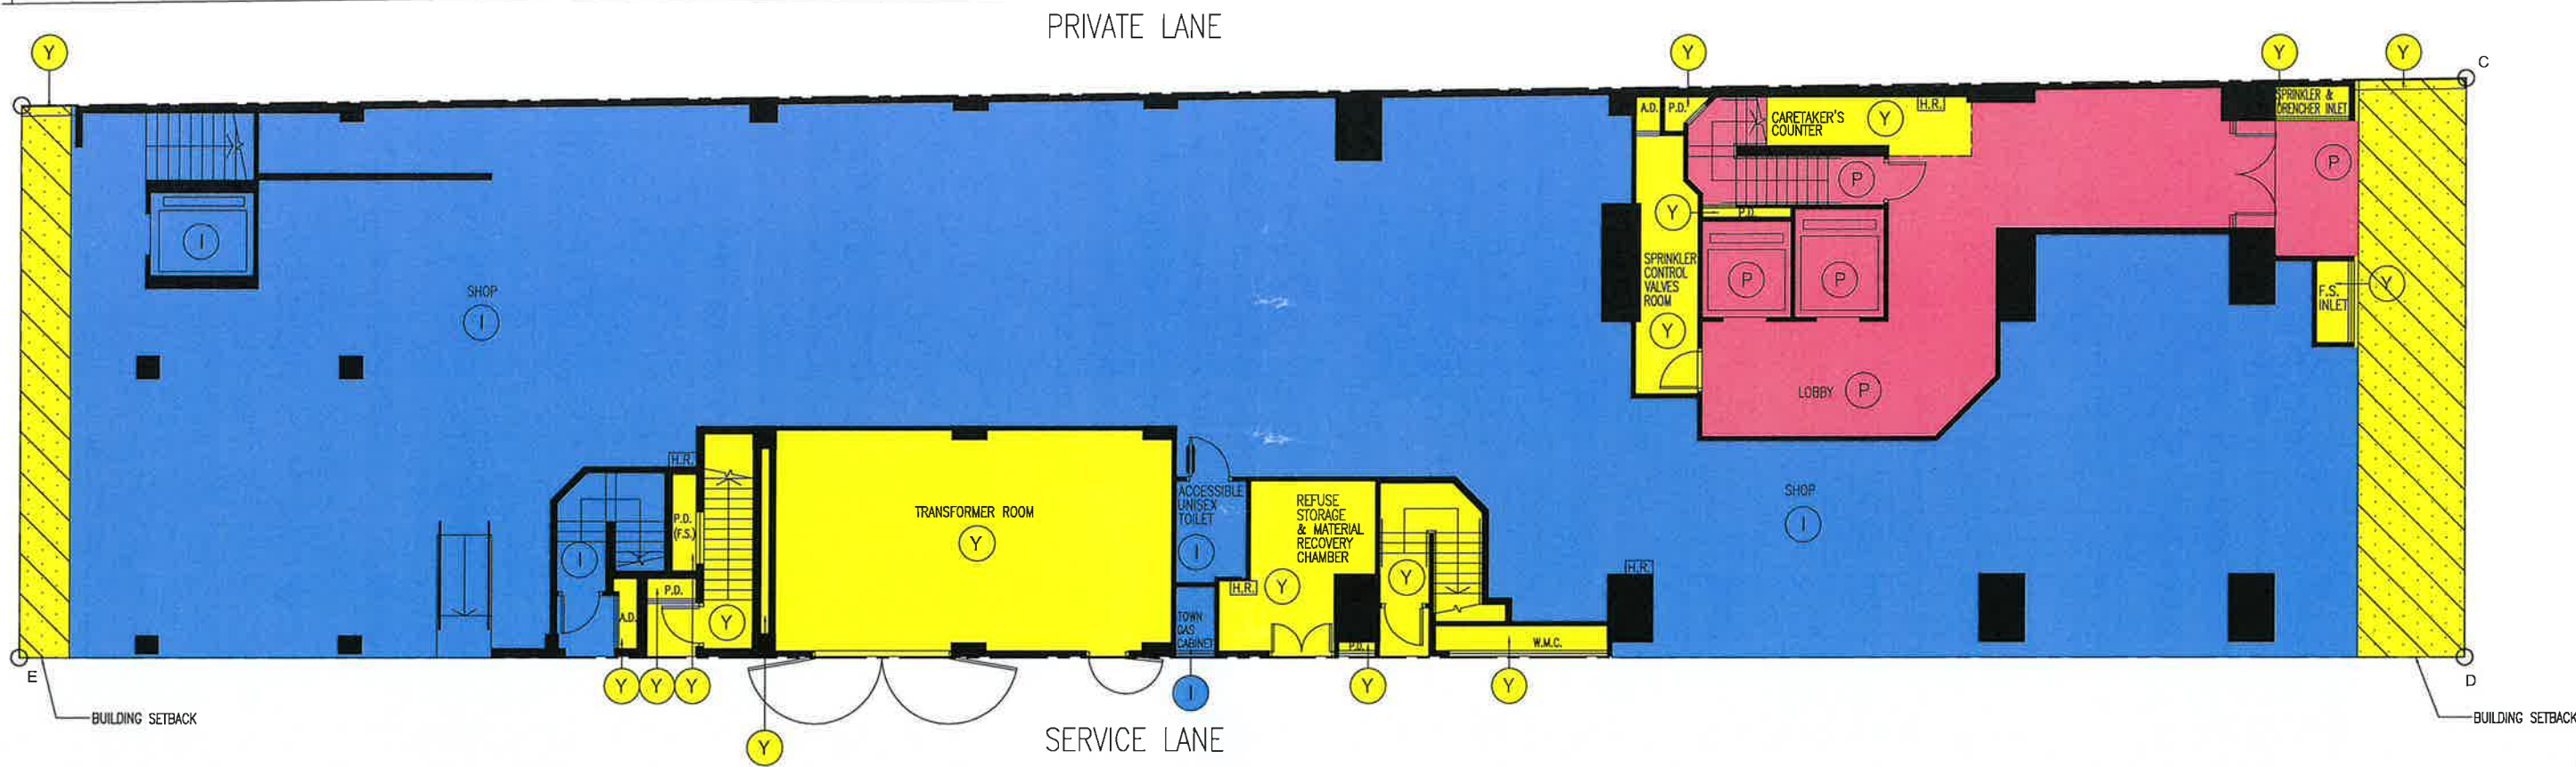 PRIVATE LANE
Y
Y
Y
Y
C
A.D.
P.D.
CARETAKER'S
COUNTER
Y
H.R.
SPRINKLER &
DRENCHER INLET
P
P
Y
P.D.
I
SPRINKLER
CONTROL
VALVES
ROOM
Y
P
P
F.S.
INLET
Y
SHOP
I
LOBBY
P
H.R.
P.D.
(F.S.)
TRANSFORMER ROOM
Y
ACCESSIBLE
UNISEX
TOILET
I
REFUSE
STORAGE
& MATERIAL
RECOVERY
CHAMBER
Y
H.R.
Y
SHOP
I
H.R.
I
A.D.
P.D.
Y
TOWN
GAS
CABINET
P.D.
W.M.C.
E
D
Y
Y
Y
I
Y
Y
BUILDING SETBACK
BUILDING SETBACK
Y
SERVICE LANE